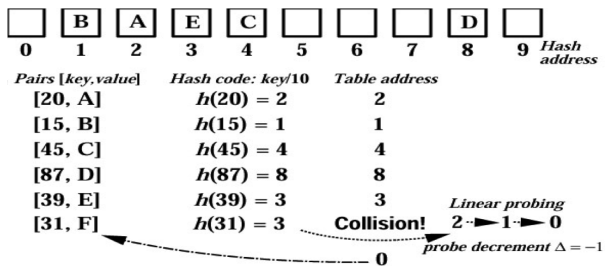 B A E C D
0 1 2 3 4 5 6 7 8 9 Hash address
Pairs [key,value] Hash code: key/10 Table address
[20, A] h(20) = 2 2
[15, B] h(15) = 1 1
[45, C] h(45) = 4 4
[87, D] h(87) = 8 8
[39, E] h(39) = 3 3
Linear probing
[31, F] h(31) = 3 Collision! 2 1 0
probe decrement Δ = −1
0